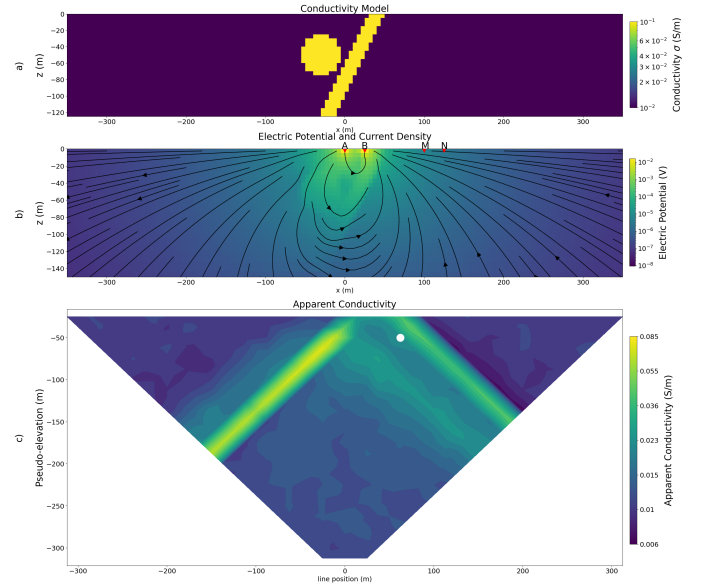 Conductivity Model
a)
z (m)
0
−20
−40
−60
−80
−100
−120
−300 −200 −100 0 100 200 300
x (m)
10⁻¹
6 × 10⁻²
4 × 10⁻²
3 × 10⁻²
2 × 10⁻²
10⁻²
Conductivity σ (S/m)
Electric Potential and Current Density
A B M N
b)
z (m)
0
−20
−40
−60
−80
−100
−120
−140
−300 −200 −100 0 100 200 300
x (m)
10⁻²
10⁻³
10⁻⁴
10⁻⁵
10⁻⁶
10⁻⁷
10⁻⁸
Electric Potential (V)
Apparent Conductivity
c)
Pseudo-elevation (m)
−50
−100
−150
−200
−250
−300
−300 −200 −100 0 100 200 300
line position (m)
0.085
0.055
0.036
0.023
0.015
0.01
0.006
Apparent Conductivity (S/m)